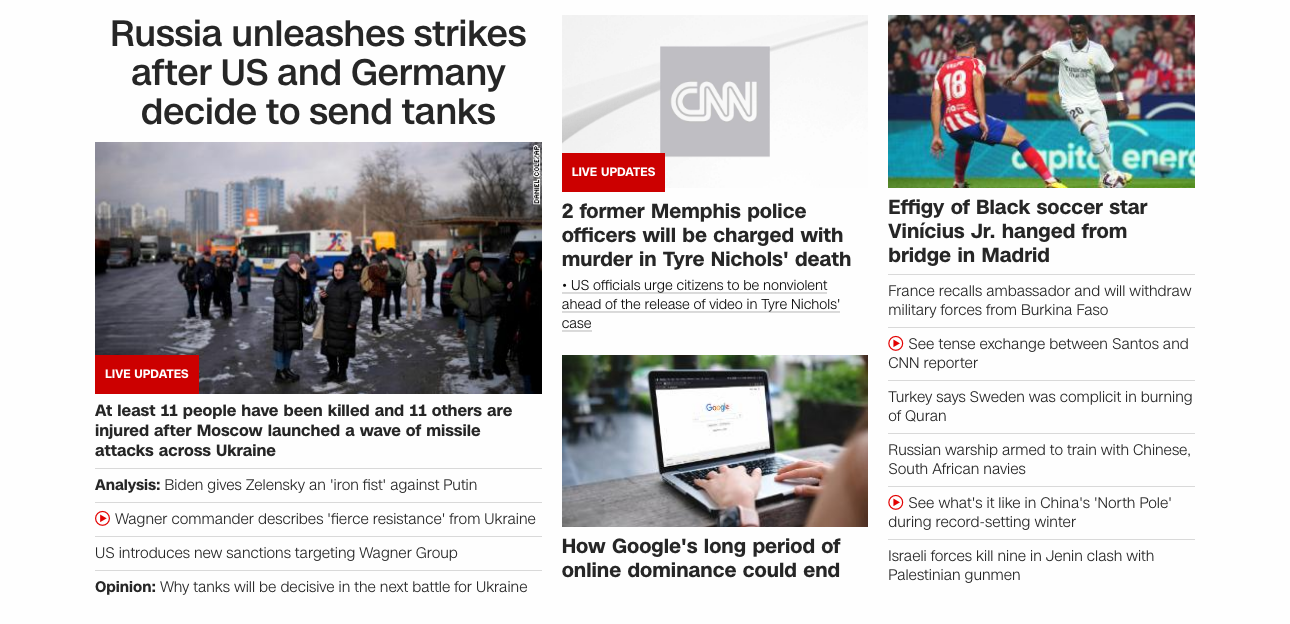 Russia unleashes strikes
after US and Germany
decide to send tanks
DANIEL COLE/AP
LIVE UPDATES
At least 11 people have been killed and 11 others are
injured after Moscow launched a wave of missile
attacks across Ukraine
Analysis: Biden gives Zelensky an 'iron fist' against Putin
Wagner commander describes 'fierce resistance' from Ukraine
US introduces new sanctions targeting Wagner Group
Opinion: Why tanks will be decisive in the next battle for Ukraine
CNN
LIVE UPDATES
2 former Memphis police
officers will be charged with
murder in Tyre Nichols' death
• US officials urge citizens to be nonviolent
ahead of the release of video in Tyre Nichols'
case
Google
How Google's long period of
online dominance could end
18
20
capitol energ
Effigy of Black soccer star
Vinícius Jr. hanged from
bridge in Madrid
France recalls ambassador and will withdraw
military forces from Burkina Faso
See tense exchange between Santos and
CNN reporter
Turkey says Sweden was complicit in burning
of Quran
Russian warship armed to train with Chinese,
South African navies
See what's it like in China's 'North Pole'
during record-setting winter
Israeli forces kill nine in Jenin clash with
Palestinian gunmen